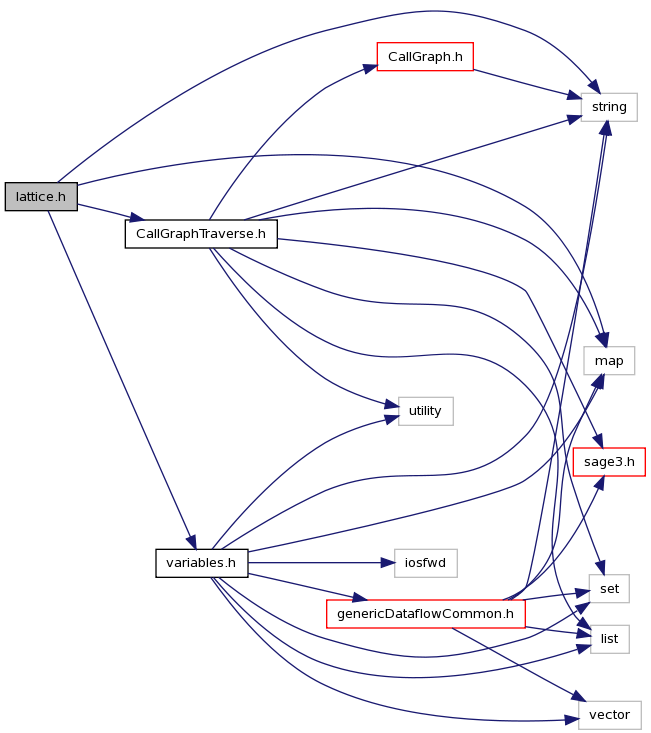 CallGraph.h
string
lattice.h
CallGraphTraverse.h
map
utility
sage3.h
variables.h
iosfwd
set
genericDataflowCommon.h
list
vector